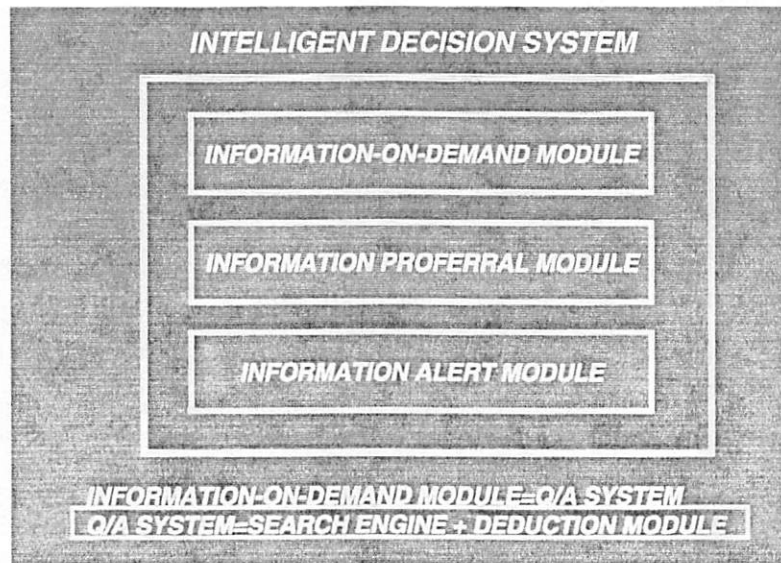 INTELLIGENT DECISION SYSTEM
INFORMATION-ON-DEMAND MODULE
INFORMATION PROFERRAL MODULE
INFORMATION ALERT MODULE
INFORMATION-ON-DEMAND MODULE=Q/A SYSTEM
Q/A SYSTEM=SEARCH ENGINE + DEDUCTION MODULE